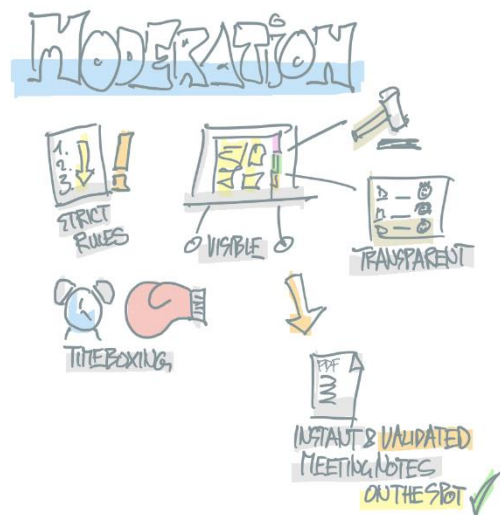 MODERATION
1.
2.
3.
STRICT
RULES
VISIBLE
TRANSPARENT
TIMEBOXING
PDF
INSTANT & VALIDATED
MEETING NOTES
ON THE SPOT